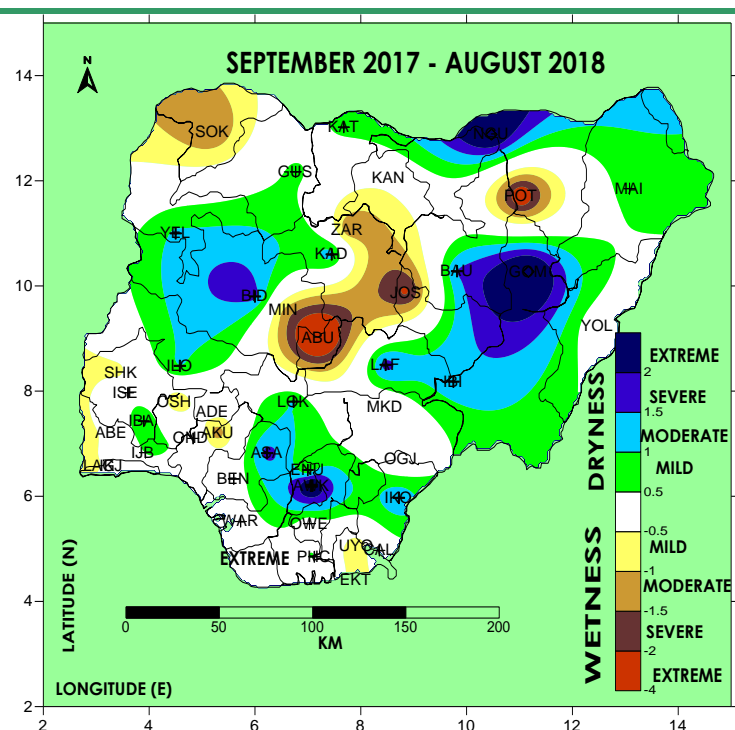 SEPTEMBER 2017 - AUGUST 2018
N
14
12
10
8
6
4
2
LATITUDE (N)
SOK
KAT
NGU
GUS
KAN
POT
MAI
YEL
ZAR
KAD
BAU
GOM
BID
JOS
MIN
ABU
YOL
SHK
ILO
LAF
IBI
ISE
OSH
ADE
LOK
MKD
IBA
ABE
OND
AKU
IJB
OGJ
BEN
ENU
AWK
IKO
WAR
OWE
EXTREME
PHC
UYO
CAL
EKT
0 50 100 150 200
KM
LONGITUDE (E)
2 4 6 8 10 12 14
DRYNESS
WETNESS
EXTREME
2
SEVERE
1.5
MODERATE
1
MILD
0.5
-0.5
MILD
-1
MODERATE
-1.5
SEVERE
-2
EXTREME
-4